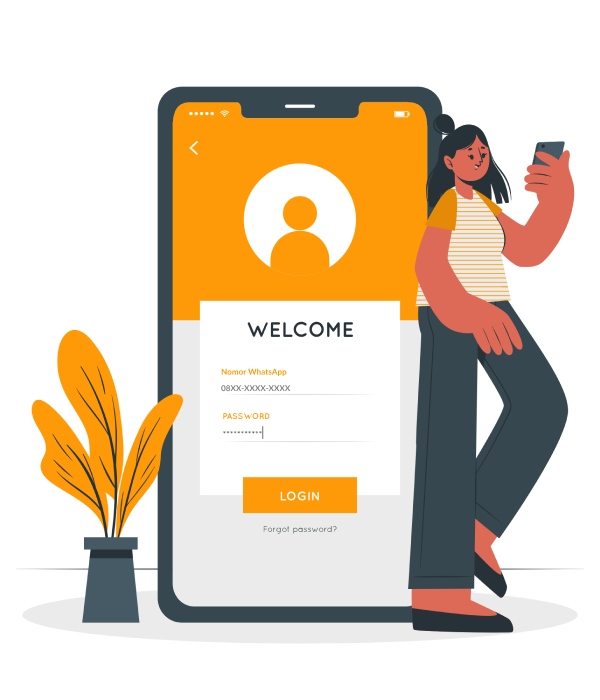 WELCOME
Nomor WhatsApp
08XX-XXXX-XXXX
PASSWORD
***********
LOGIN
Forgot password?